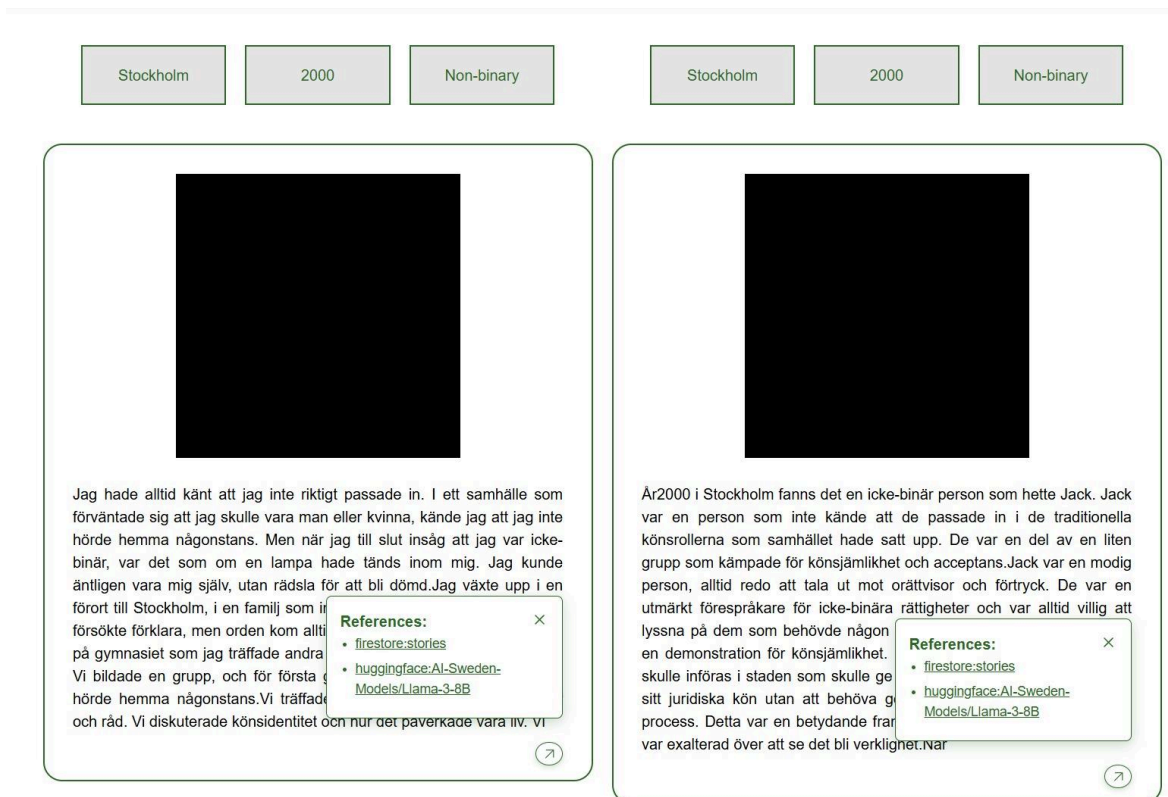 Stockholm 2000 Non-binary
Jag hade alltid känt att jag inte riktigt passade in. I ett samhälle som
förväntade sig att jag skulle vara man eller kvinna, kände jag att jag inte
hörde hemma någonstans. Men när jag till slut insåg att jag var icke-
binär, var det som om en lampa hade tänds inom mig. Jag kunde
äntligen vara mig själv, utan rädsla för att bli dömd.Jag växte upp i en
förort till Stockholm, i en familj som
försökte förklara, men orden kom
på gymnasiet som jag träffade andra
Vi bildade en grupp, och för första
hörde hemma någonstans.Vi
och råd. Vi diskuterade könsidentitet och hur det påverkade våra liv. Vi
References:
firestore:stories
huggingface:AI-Sweden-
Models/Llama-3-8B
Stockholm 2000 Non-binary
År2000 i Stockholm fanns det en icke-binär person som hette Jack. Jack
var en person som inte kände att de passade in i de traditionella
könsrollerna som samhället hade satt upp. De var en del av en liten
grupp som kämpade för könsjämlikhet och acceptans.Jack var en modig
person, alltid redo att tala ut mot orättvisor och förtryck. De var en
utmärkt förespråkare för icke-binära rättigheter och var alltid villig att
lyssna på dem som behövde någon
en demonstration för könsjämlikhet.
skulle införas i staden som skulle ge
sitt juridiska kön utan att behöva
process. Detta var en betydande
var exalterad över att se det bli verklighet.När
References:
firestore:stories
huggingface:AI-Sweden-
Models/Llama-3-8B